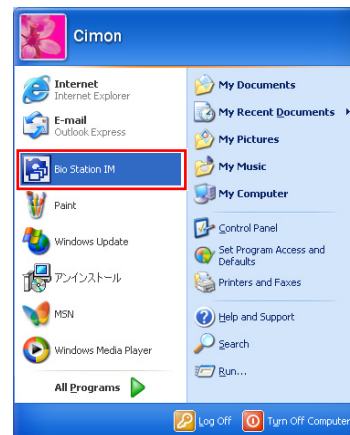 Cimon
Internet
Internet Explorer
E-mail
Outlook Express
Bio Station IM
Paint
Windows Update
アンインストール
MSN
Windows Media Player
All Programs
My Documents
My Recent Documents
My Pictures
My Music
My Computer
Control Panel
Set Program Access and
Defaults
Printers and Faxes
Help and Support
Search
Run...
Log Off
Turn Off Computer